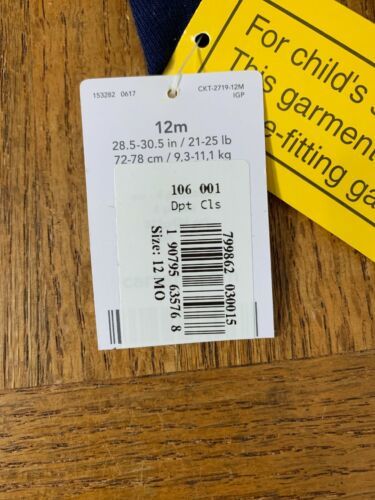 For child's
This garment
e-fitting ga
153282 0617
CKT-2719-12M
IGP
12m
28.5-30.5 in / 21-25 lb
72-78 cm / 9,3-11,1 kg
106 001
Dpt Cls
799862 030015
1 90795 63576 8
Size: 12 MO